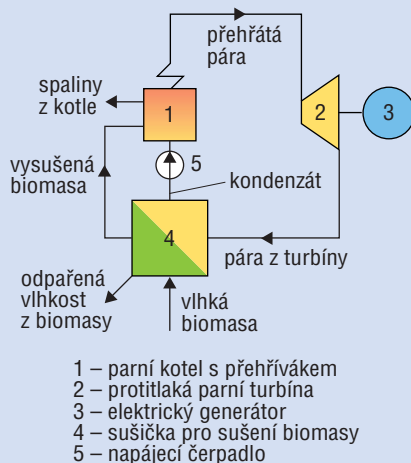 přehřátá
pára
spaliny
z kotle
1
2
3
5
vysušená
biomasa
kondenzát
4
pára z turbíny
odpařená
vlhkost
z biomasy
vlhká
biomasa
1 – parní kotel s přehřívákem
2 – protitlaká parní turbína
3 – elektrický generátor
4 – sušička pro sušení biomasy
5 – napájecí čerpadlo